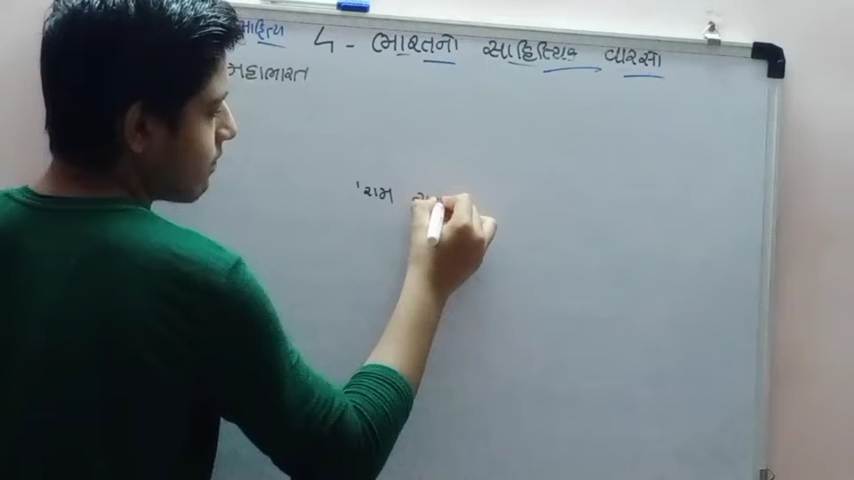 સાહિત્ય
૫ - ભારતનો સાહિત્યિક વારસો
મહાભારત
'રામ